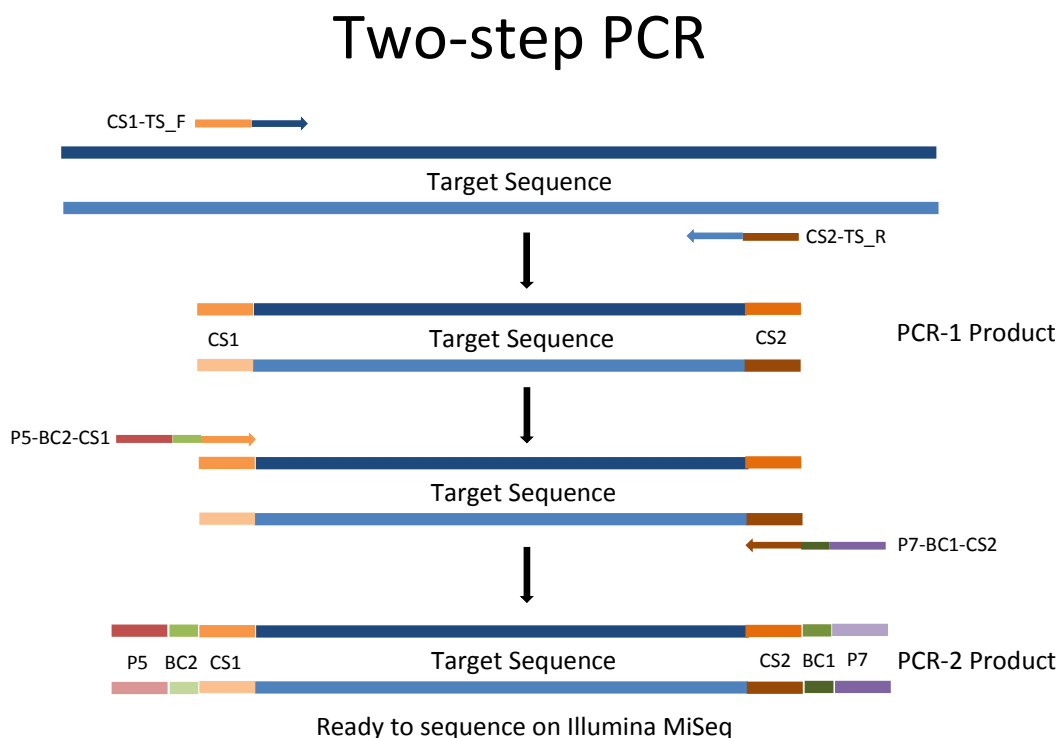 Two-step PCR
CS1-TS_F
Target Sequence
CS2-TS_R
CS1
Target Sequence
CS2
PCR-1 Product
P5-BC2-CS1
Target Sequence
P7-BC1-CS2
P5 BC2 CS1
Target Sequence
CS2 BC1 P7
PCR-2 Product
Ready to sequence on Illumina MiSeq